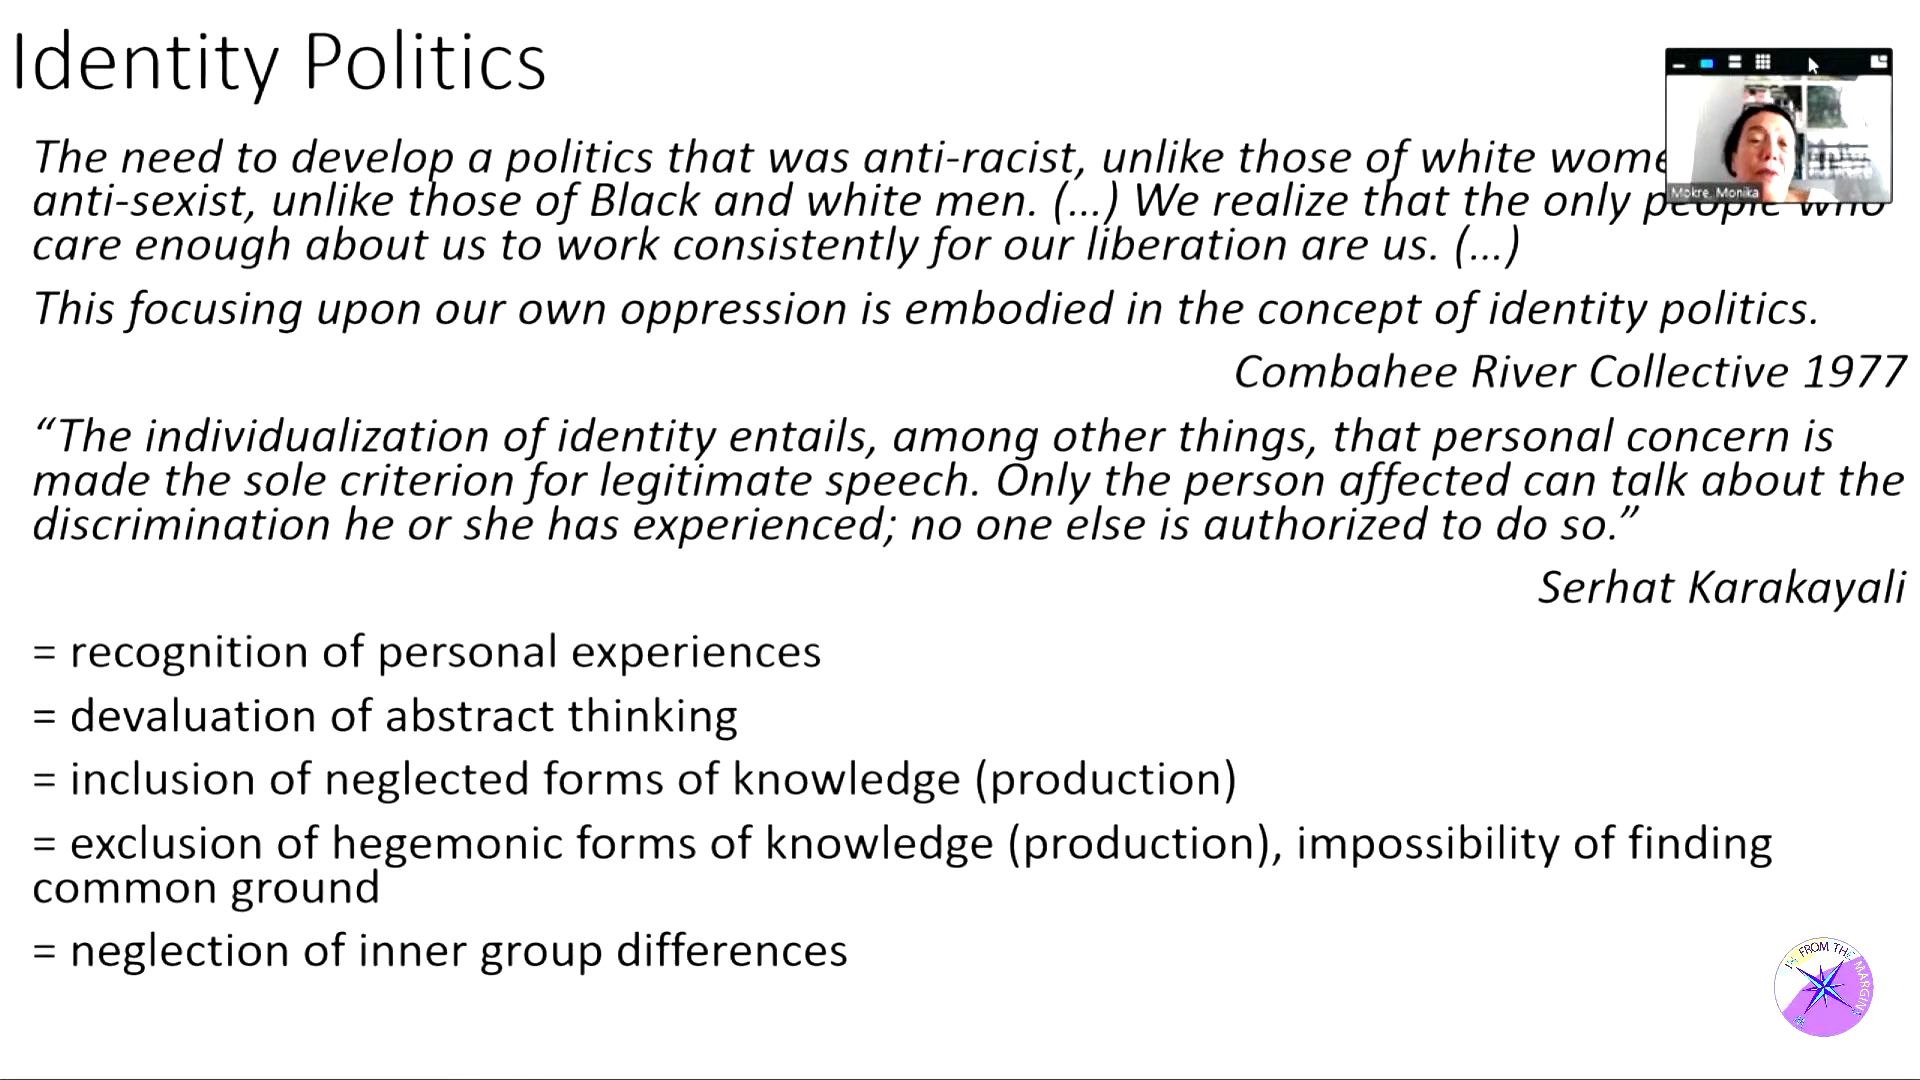 Identity Politics
The need to develop a politics that was anti-racist, unlike those of white
anti-sexist, unlike those of Black and white men. (...) We realize that the only people who
care enough about us to work consistently for our liberation are us. (...)
This focusing upon our own oppression is embodied in the concept of identity politics.
Combahee River Collective 1977
“The individualization of identity entails, among other things, that personal concern is
made the sole criterion for legitimate speech. Only the person affected can talk about the
discrimination he or she has experienced; no one else is authorized to do so.”
Serhat Karakayali
= recognition of personal experiences
= devaluation of abstract thinking
= inclusion of neglected forms of knowledge (production)
= exclusion of hegemonic forms of knowledge (production), impossibility of finding
common ground
= neglection of inner group differences
Mokre, Monika
FROM THE MARGIN